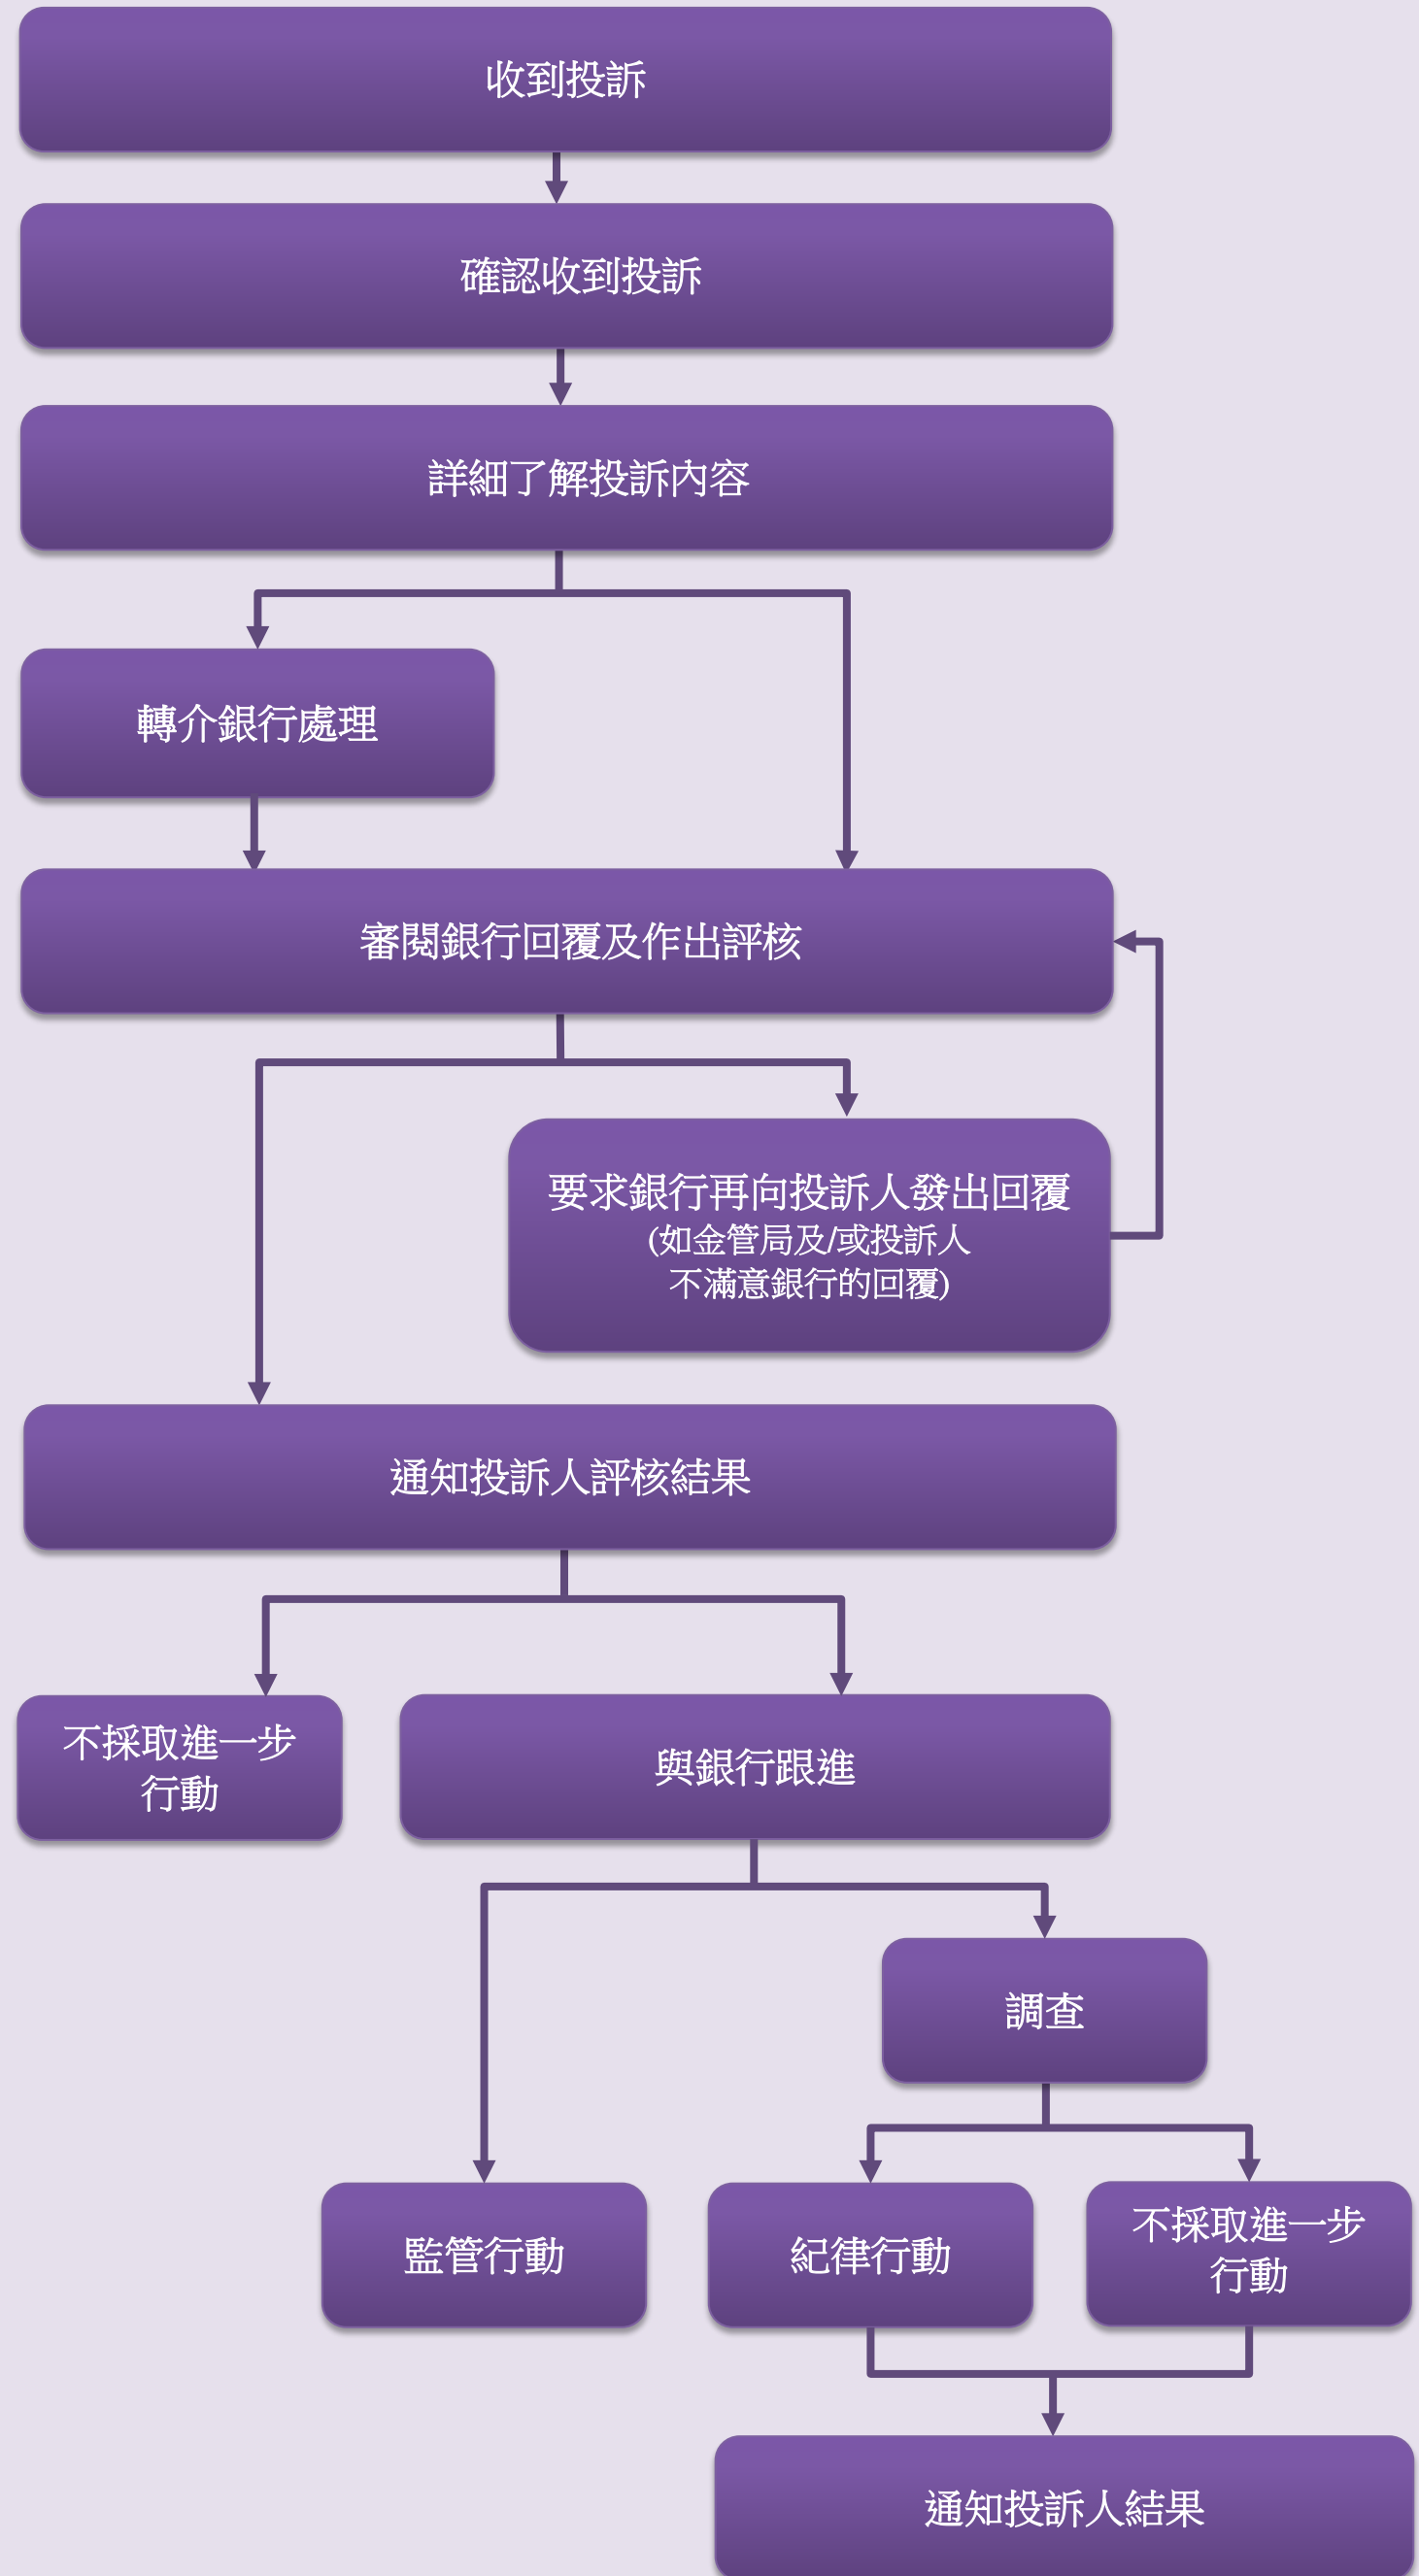 收到投訴
確認收到投訴
詳細了解投訴內容
轉介銀行處理
審閱銀行回覆及作出評核
要求銀行再向投訴人發出回覆
(如金管局及/或投訴人
不滿意銀行的回覆)
通知投訴人評核結果
不採取進一步
行動
與銀行跟進
調查
監管行動
紀律行動
不採取進一步
行動
通知投訴人結果